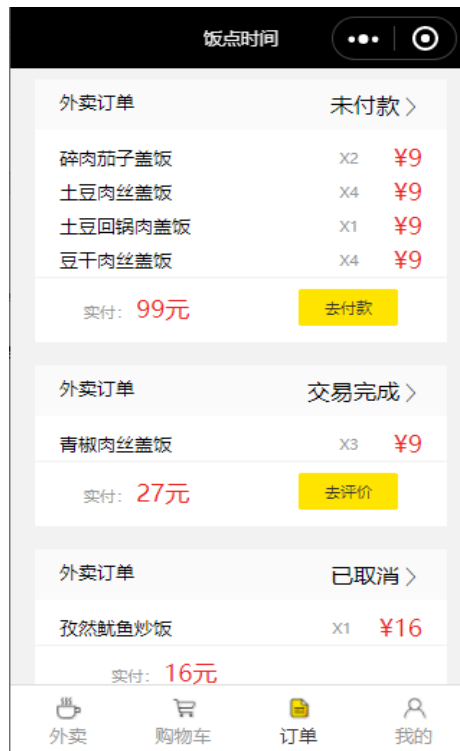 饭点时间
外卖订单 未付款
碎肉茄子盖饭 X2 ¥9
土豆肉丝盖饭 X4 ¥9
土豆回锅肉盖饭 X1 ¥9
豆干肉丝盖饭 X4 ¥9
实付: 99元 去付款
外卖订单 交易完成
青椒肉丝盖饭 X3 ¥9
实付: 27元 去评价
外卖订单 已取消
孜然鱿鱼炒饭 X1 ¥16
实付: 16元
外卖 购物车 订单 我的